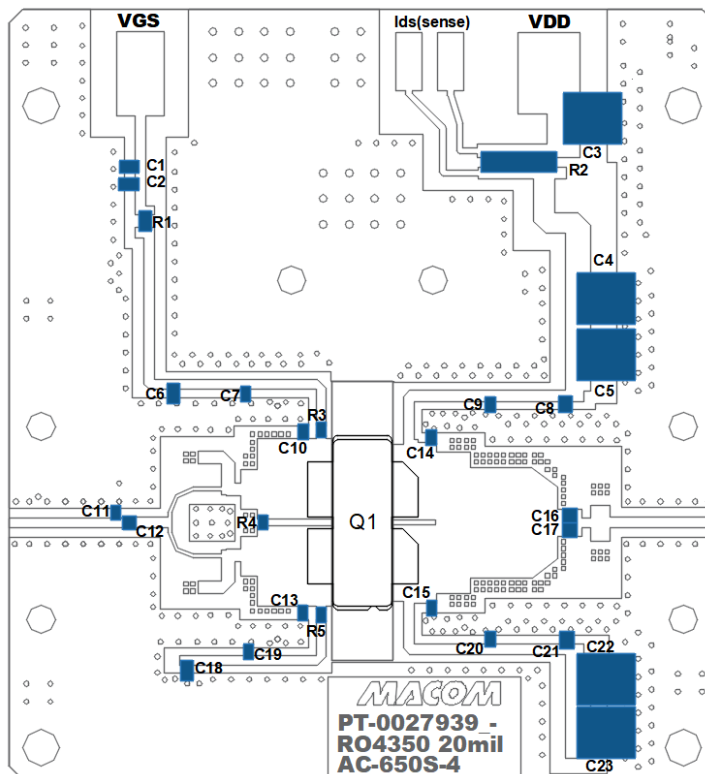 VGS
Ids(sense)
VDD
C1
C2
C3
R2
R1
C4
C5
C6
C7
C9
C8
R3
C10
C14
C11
C12
R4
Q1
C16
C17
C13
R5
C15
C19
C18
C20
C21
C22
C23
MACOM
PT-0027939_-
RO4350 20mil
AC-650S-4